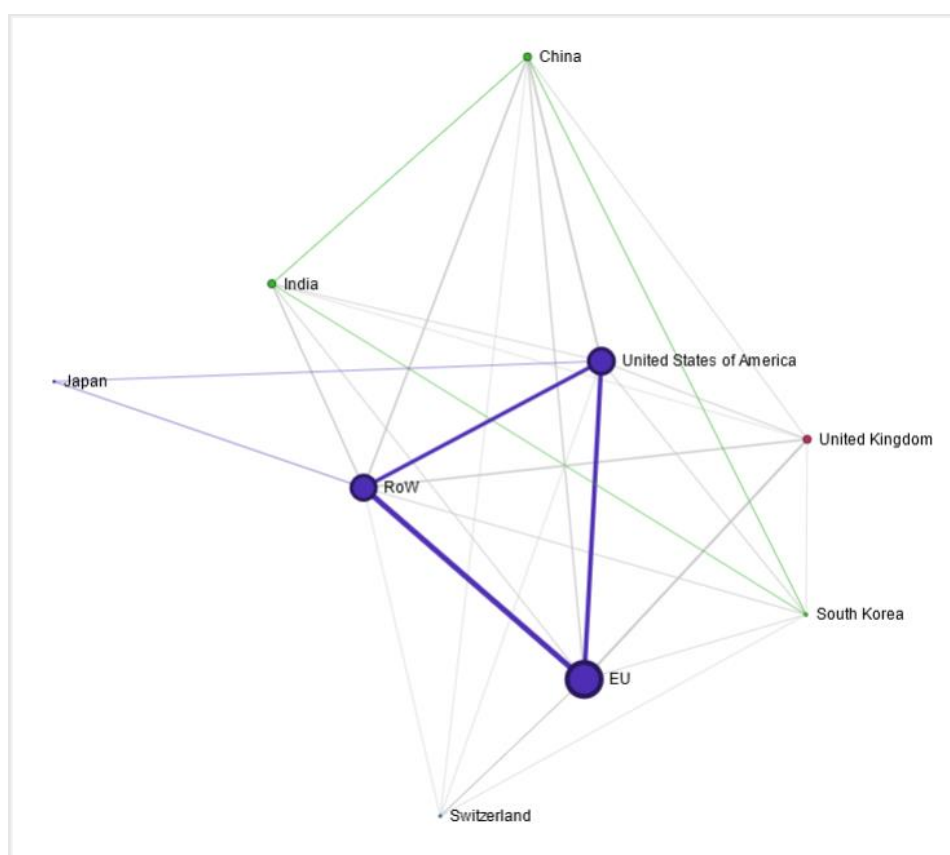 China
India
United States of America
Japan
United Kingdom
RoW
South Korea
EU
Switzerland